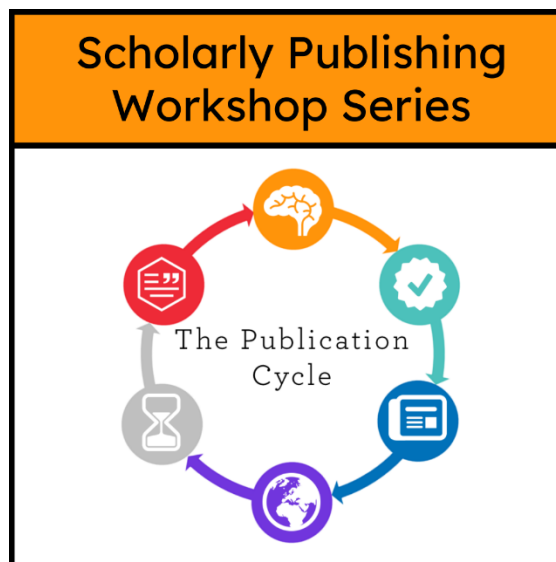 Scholarly Publishing
Workshop Series
The Publication
Cycle